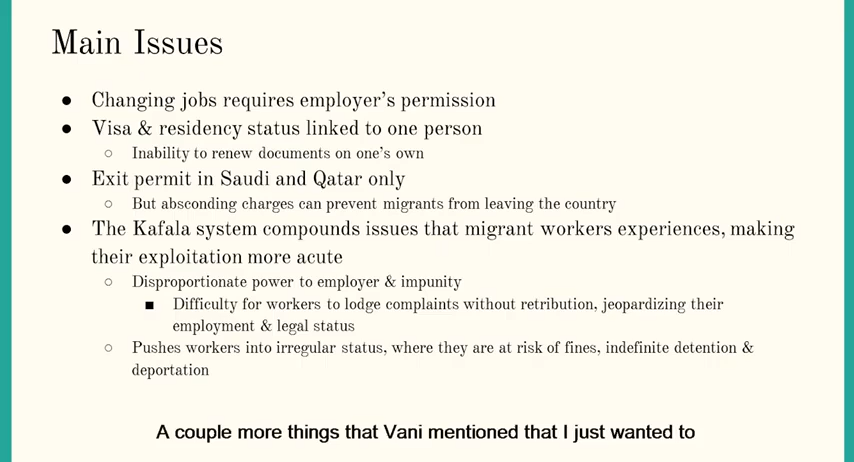 Main Issues
● Changing jobs requires employer's permission
● Visa & residency status linked to one person
○ Inability to renew documents on one's own
● Exit permit in Saudi and Qatar only
○ But absconding charges can prevent migrants from leaving the country
● The Kafala system compounds issues that migrant workers experiences, making
their exploitation more acute
○ Disproportionate power to employer & impunity
■ Difficulty for workers to lodge complaints without retribution, jeopardizing their
employment & legal status
○ Pushes workers into irregular status, where they are at risk of fines, indefinite detention &
deportation
A couple more things that Vani mentioned that I just wanted to